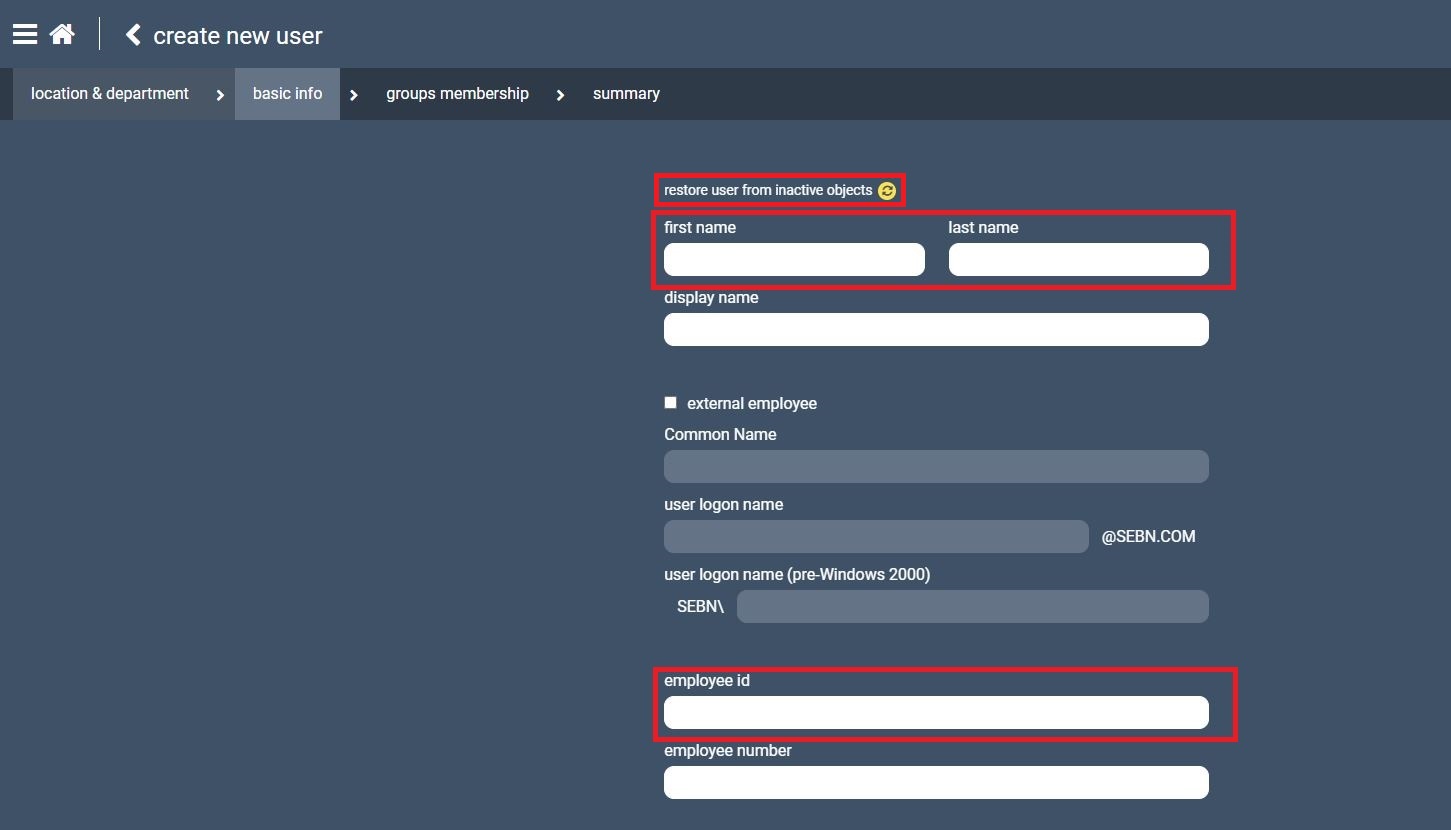 create new user
location & department
basic info
groups membership
summary
restore user from inactive objects
first name
last name
display name
external employee
Common Name
user logon name
@SEBN.COM
user logon name (pre-Windows 2000)
SEBN\
employee id
employee number